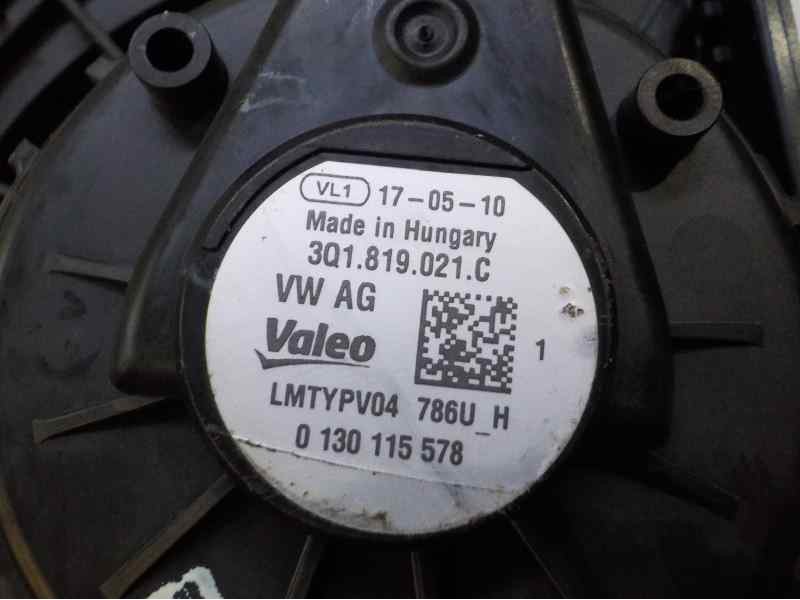 VL1 17-05-10
Made in Hungary
3Q1.819.021.C
VW AG
Valeo 1
LMTYPV04 786U_H
0 130 115 578